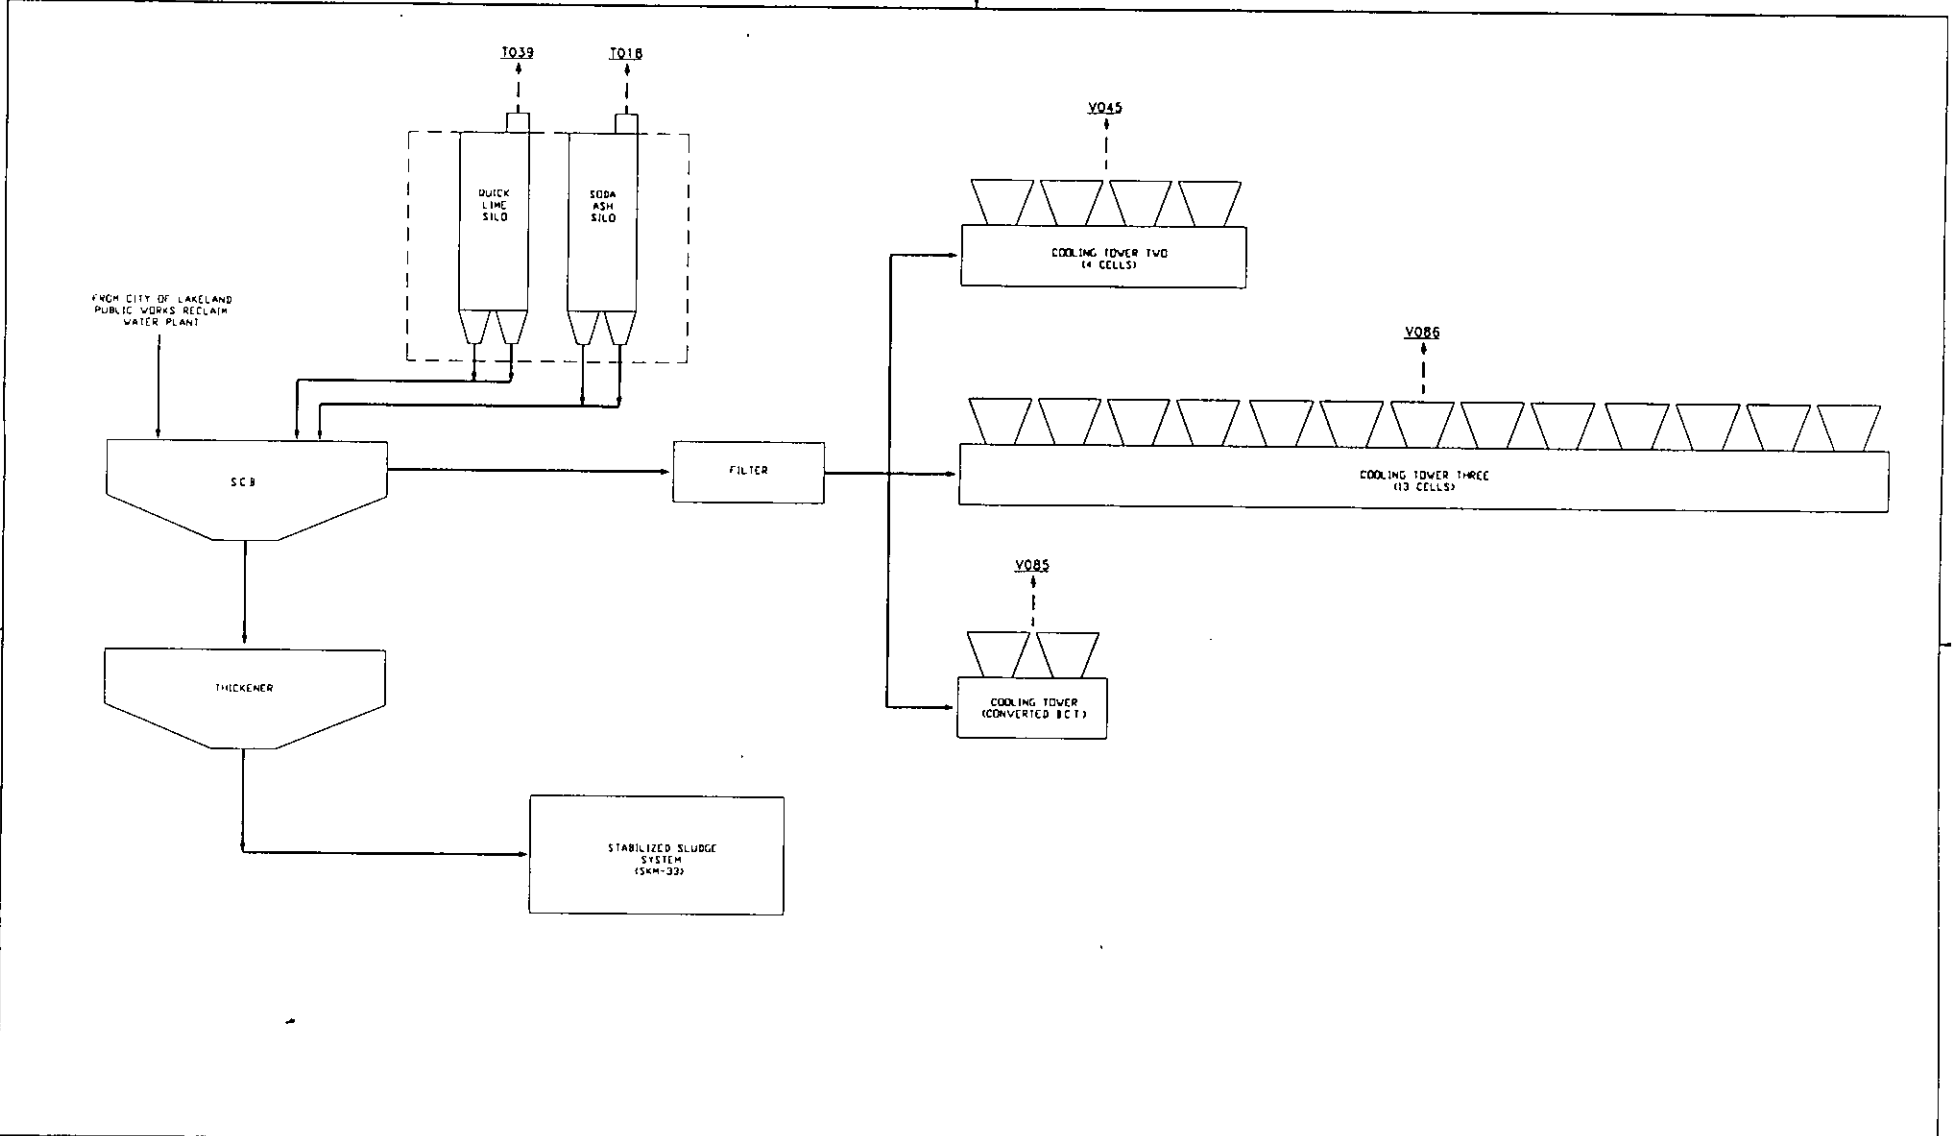 T039
T018
V045
QUICK
LIME
SILO
SODA
ASH
SILO
COOLING TOWER TWO
(4 CELLS)
FROM CITY OF LAKELAND
PUBLIC WORKS RECLAIM
WATER PLANT
V086
SCB
FILTER
COOLING TOWER THREE
(13 CELLS)
V085
THICKENER
COOLING TOWER
(CONVERTED BCT)
STABILIZED SLUDGE
SYSTEM
(SKM-33)